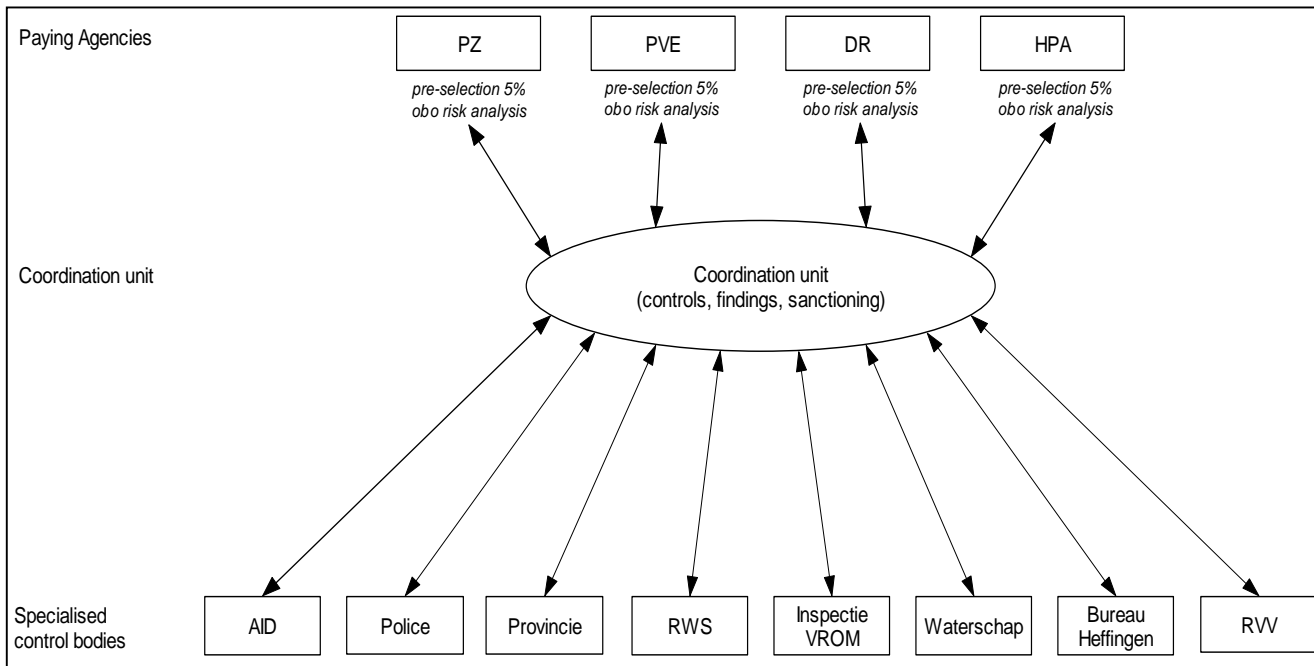 Paying Agencies
PZ
PVE
DR
HPA
pre-selection 5%
obo risk analysis
pre-selection 5%
obo risk analysis
pre-selection 5%
obo risk analysis
pre-selection 5%
obo risk analysis
Coordination unit
Coordination unit
(controls, findings, sanctioning)
Specialised
control bodies
AID
Police
Provincie
RWS
Inspectie
VROM
Waterschap
Bureau
Heffingen
RVV